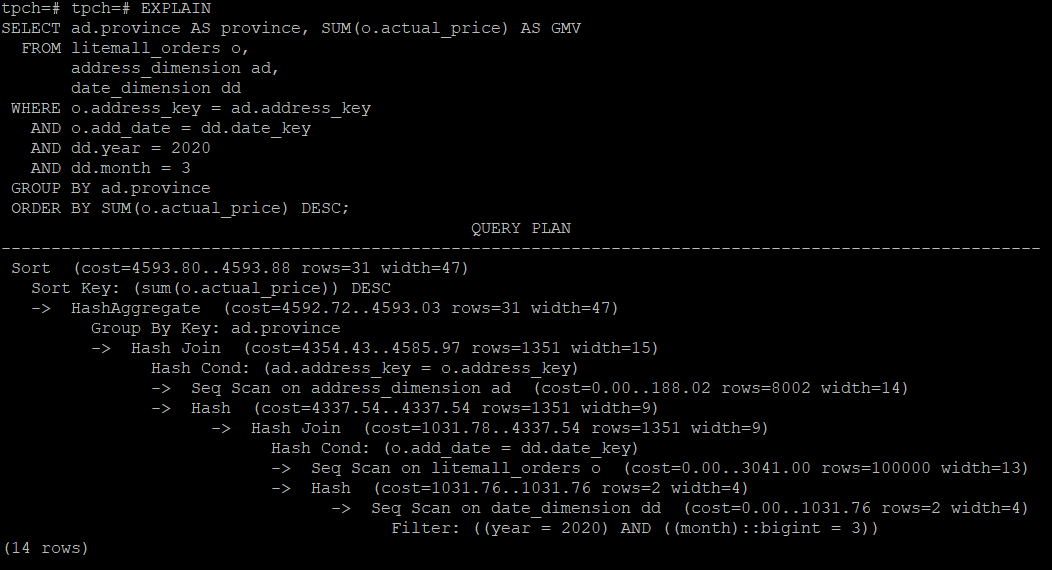 tpch=# tpch=# EXPLAIN
SELECT ad.province AS province, SUM(o.actual_price) AS GMV
  FROM litemall_orders o,
       address_dimension ad,
       date_dimension dd
 WHERE o.address_key = ad.address_key
   AND o.add_date = dd.date_key
   AND dd.year = 2020
   AND dd.month = 3
 GROUP BY ad.province
 ORDER BY SUM(o.actual_price) DESC;
                                               QUERY PLAN
--------------------------------------------------------------------------------------------------------
 Sort  (cost=4593.80..4593.88 rows=31 width=47)
   Sort Key: (sum(o.actual_price)) DESC
   ->  HashAggregate  (cost=4592.72..4593.03 rows=31 width=47)
         Group By Key: ad.province
         ->  Hash Join  (cost=4354.43..4585.97 rows=1351 width=15)
               Hash Cond: (ad.address_key = o.address_key)
               ->  Seq Scan on address_dimension ad  (cost=0.00..188.02 rows=8002 width=14)
               ->  Hash  (cost=4337.54..4337.54 rows=1351 width=9)
                     ->  Hash Join  (cost=1031.78..4337.54 rows=1351 width=9)
                           Hash Cond: (o.add_date = dd.date_key)
                           ->  Seq Scan on litemall_orders o  (cost=0.00..3041.00 rows=100000 width=13)
                           ->  Hash  (cost=1031.76..1031.76 rows=2 width=4)
                                 ->  Seq Scan on date_dimension dd  (cost=0.00..1031.76 rows=2 width=4)
                                       Filter: ((year = 2020) AND ((month)::bigint = 3))
(14 rows)